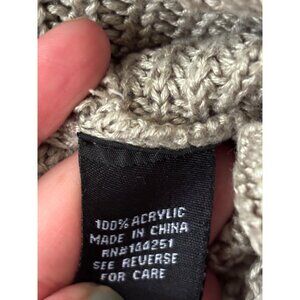 100% ACRYLIC
MADE IN CHINA
RN#144251
SEE REVERSE
FOR CARE